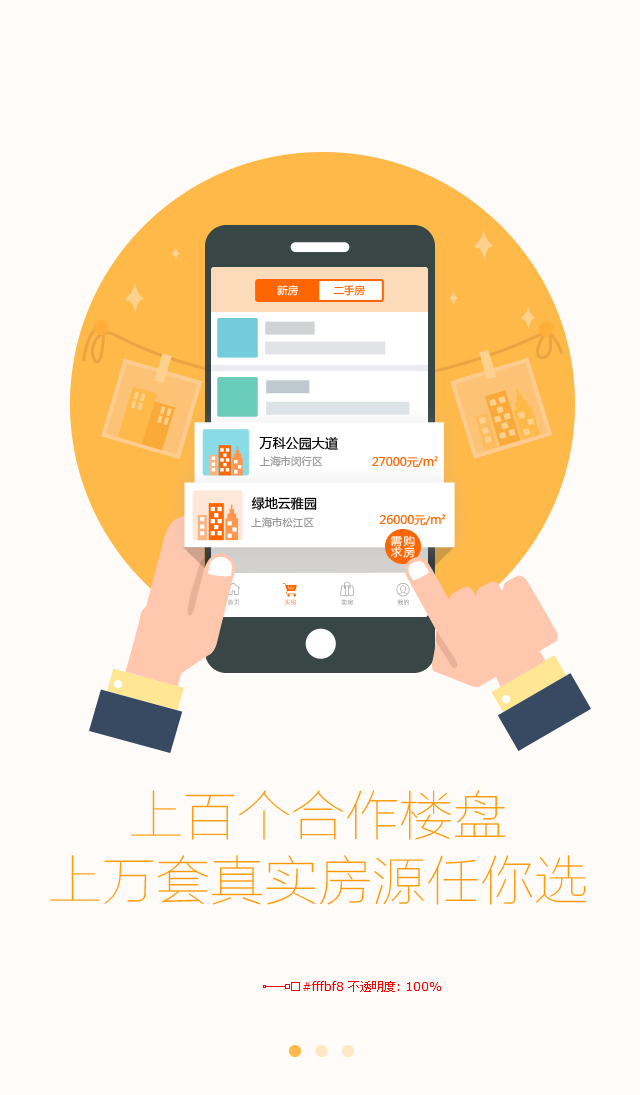 新房 二手房
万科公园大道
上海市闵行区 27000元/m²
绿地云雅园
上海市松江区 26000元/m²
需购
求房
首页 买房 卖房 我的
上百个合作楼盘
上万套真实房源任你选
#fffbf8 不透明度: 100%